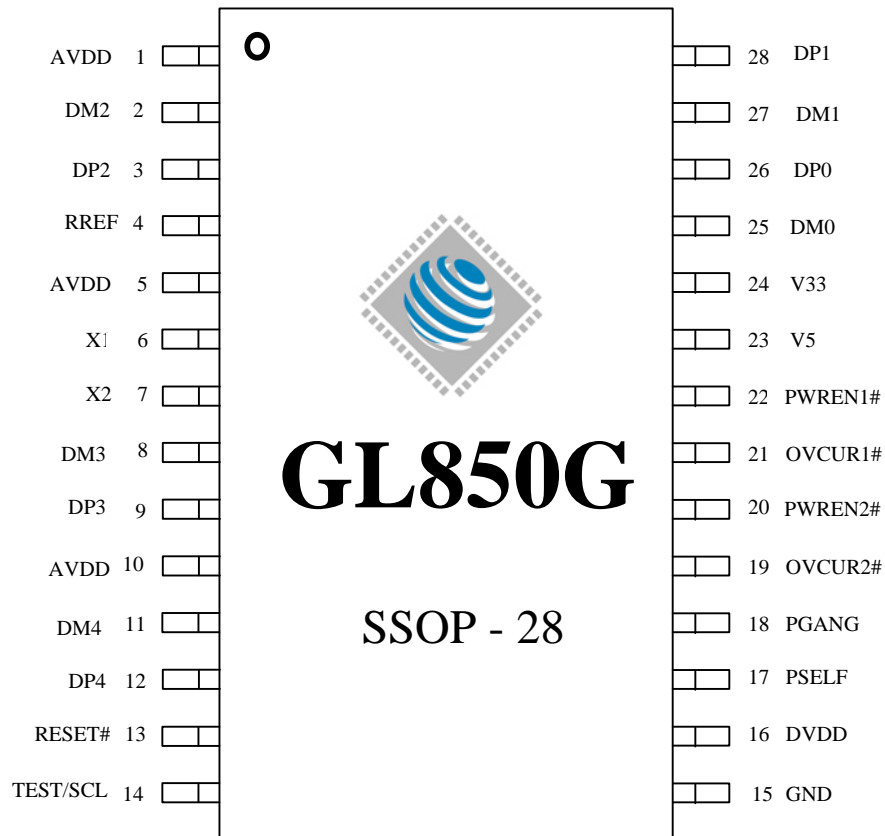 AVDD 1
DM2 2
DP2 3
RREF 4
AVDD 5
X1 6
X2 7
DM3 8
DP3 9
AVDD 10
DM4 11
DP4 12
RESET# 13
TEST/SCL 14
GL850G
SSOP - 28
28 DP1
27 DM1
26 DP0
25 DM0
24 V33
23 V5
22 PWREN1#
21 OVCUR1#
20 PWREN2#
19 OVCUR2#
18 PGANG
17 PSELF
16 DVDD
15 GND